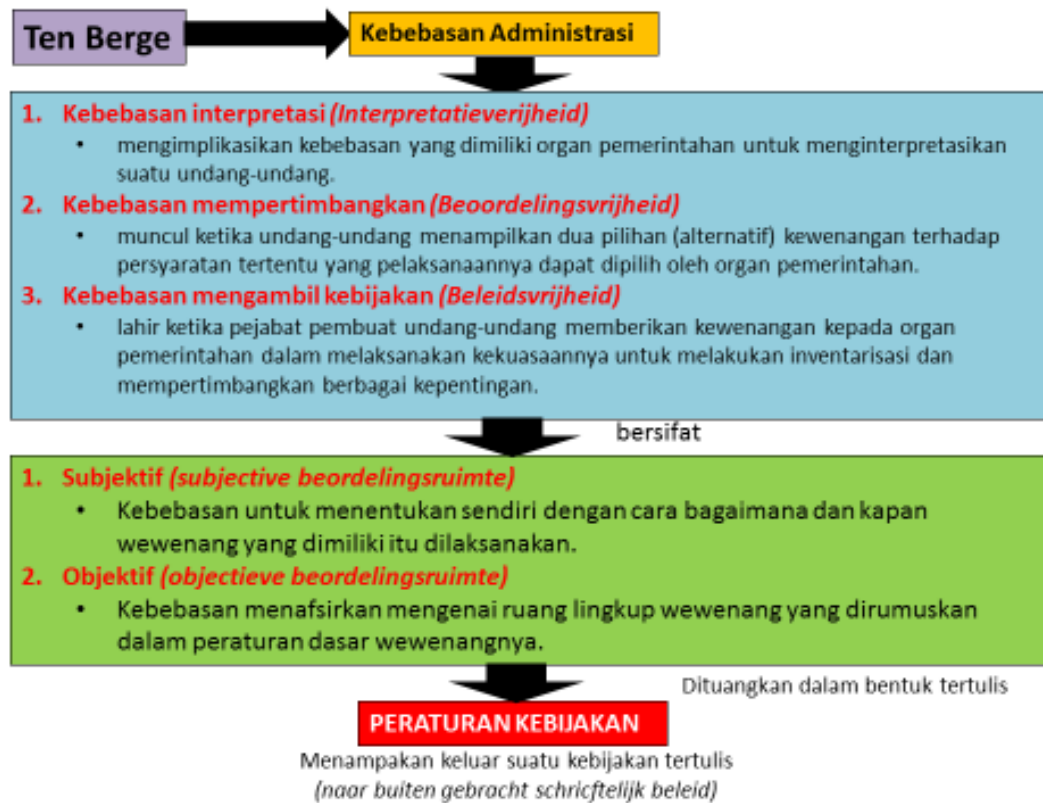 Ten Berge
Kebebasan Administrasi
1. Kebebasan interpretasi (Interpretatieverijheid)
• mengimplikasikan kebebasan yang dimiliki organ pemerintahan untuk menginterpretasikan
suatu undang-undang.
2. Kebebasan mempertimbangkan (Beoordelingsvrijheid)
• muncul ketika undang-undang menampilkan dua pilihan (alternatif) kewenangan terhadap
persyaratan tertentu yang pelaksanaannya dapat dipilih oleh organ pemerintahan.
3. Kebebasan mengambil kebijakan (Beleidsvrijheid)
• lahir ketika pejabat pembuat undang-undang memberikan kewenangan kepada organ
pemerintahan dalam melaksanakan kekuasaannya untuk melakukan inventarisasi dan
mempertimbangkan berbagai kepentingan.
bersifat
1. Subjektif (subjective beordelingsruimte)
• Kebebasan untuk menentukan sendiri dengan cara bagaimana dan kapan
wewenang yang dimiliki itu dilaksanakan.
2. Objektif (objectieve beordelingsruimte)
• Kebebasan menafsirkan mengenai ruang lingkup wewenang yang dirumuskan
dalam peraturan dasar wewenangnya.
Dituangkan dalam bentuk tertulis
PERATURAN KEBIJAKAN
Menampakan keluar suatu kebijakan tertulis
(naar buiten gebracht schricftelijk beleid)